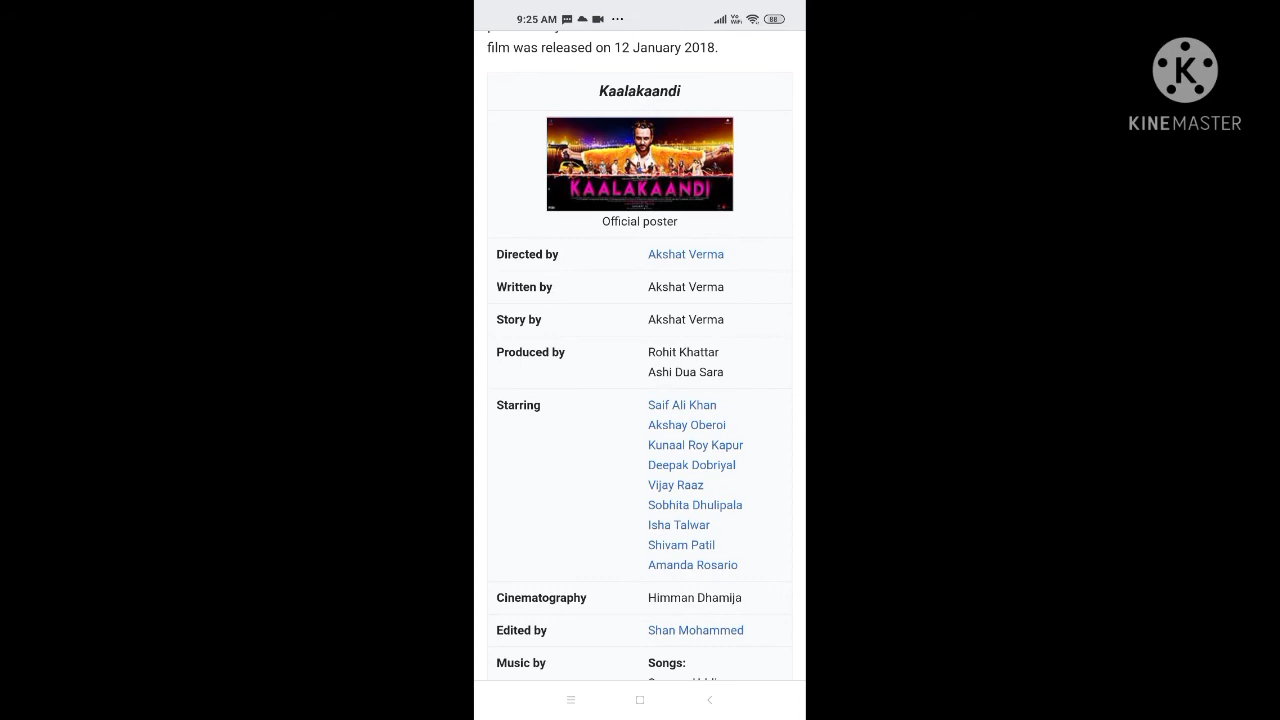 9:25 AM
Vo
WiFi
88
film was released on 12 January 2018.
Kaalakaandi
KAALAKAANDI
Official poster
Directed by Akshat Verma
Written by Akshat Verma
Story by Akshat Verma
Produced by Rohit Khattar
Ashi Dua Sara
Starring Saif Ali Khan
Akshay Oberoi
Kunaal Roy Kapur
Deepak Dobriyal
Vijay Raaz
Sobhita Dhulipala
Isha Talwar
Shivam Patil
Amanda Rosario
Cinematography Himman Dhamija
Edited by Shan Mohammed
Music by Songs:
K
KINEMASTER